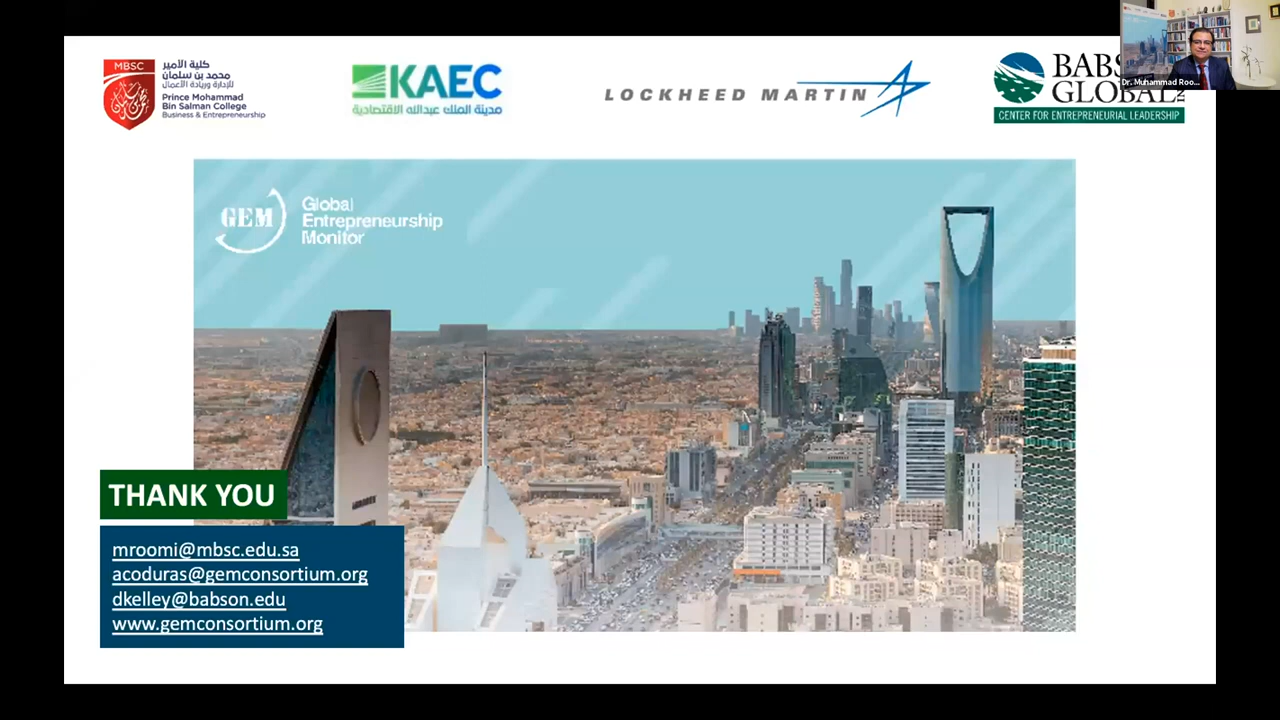 MBSC
كلية الأمير
محمد بن سلمان
للإدارة وريادة الأعمال
Prince Mohammad
Bin Salman College
Business & Entrepreneurship
KAEC
مدينة الملك عبدالله الاقتصادية
LOCKHEED MARTIN
GLOBAL
CENTER FOR ENTREPRENEURIAL LEADERSHIP
Dr. Muhammad Roo...
GEM
Global
Entrepreneurship
Monitor
THANK YOU
mroomi@mbsc.edu.sa
acoduras@gemconsortium.org
dkelley@babson.edu
www.gemconsortium.org